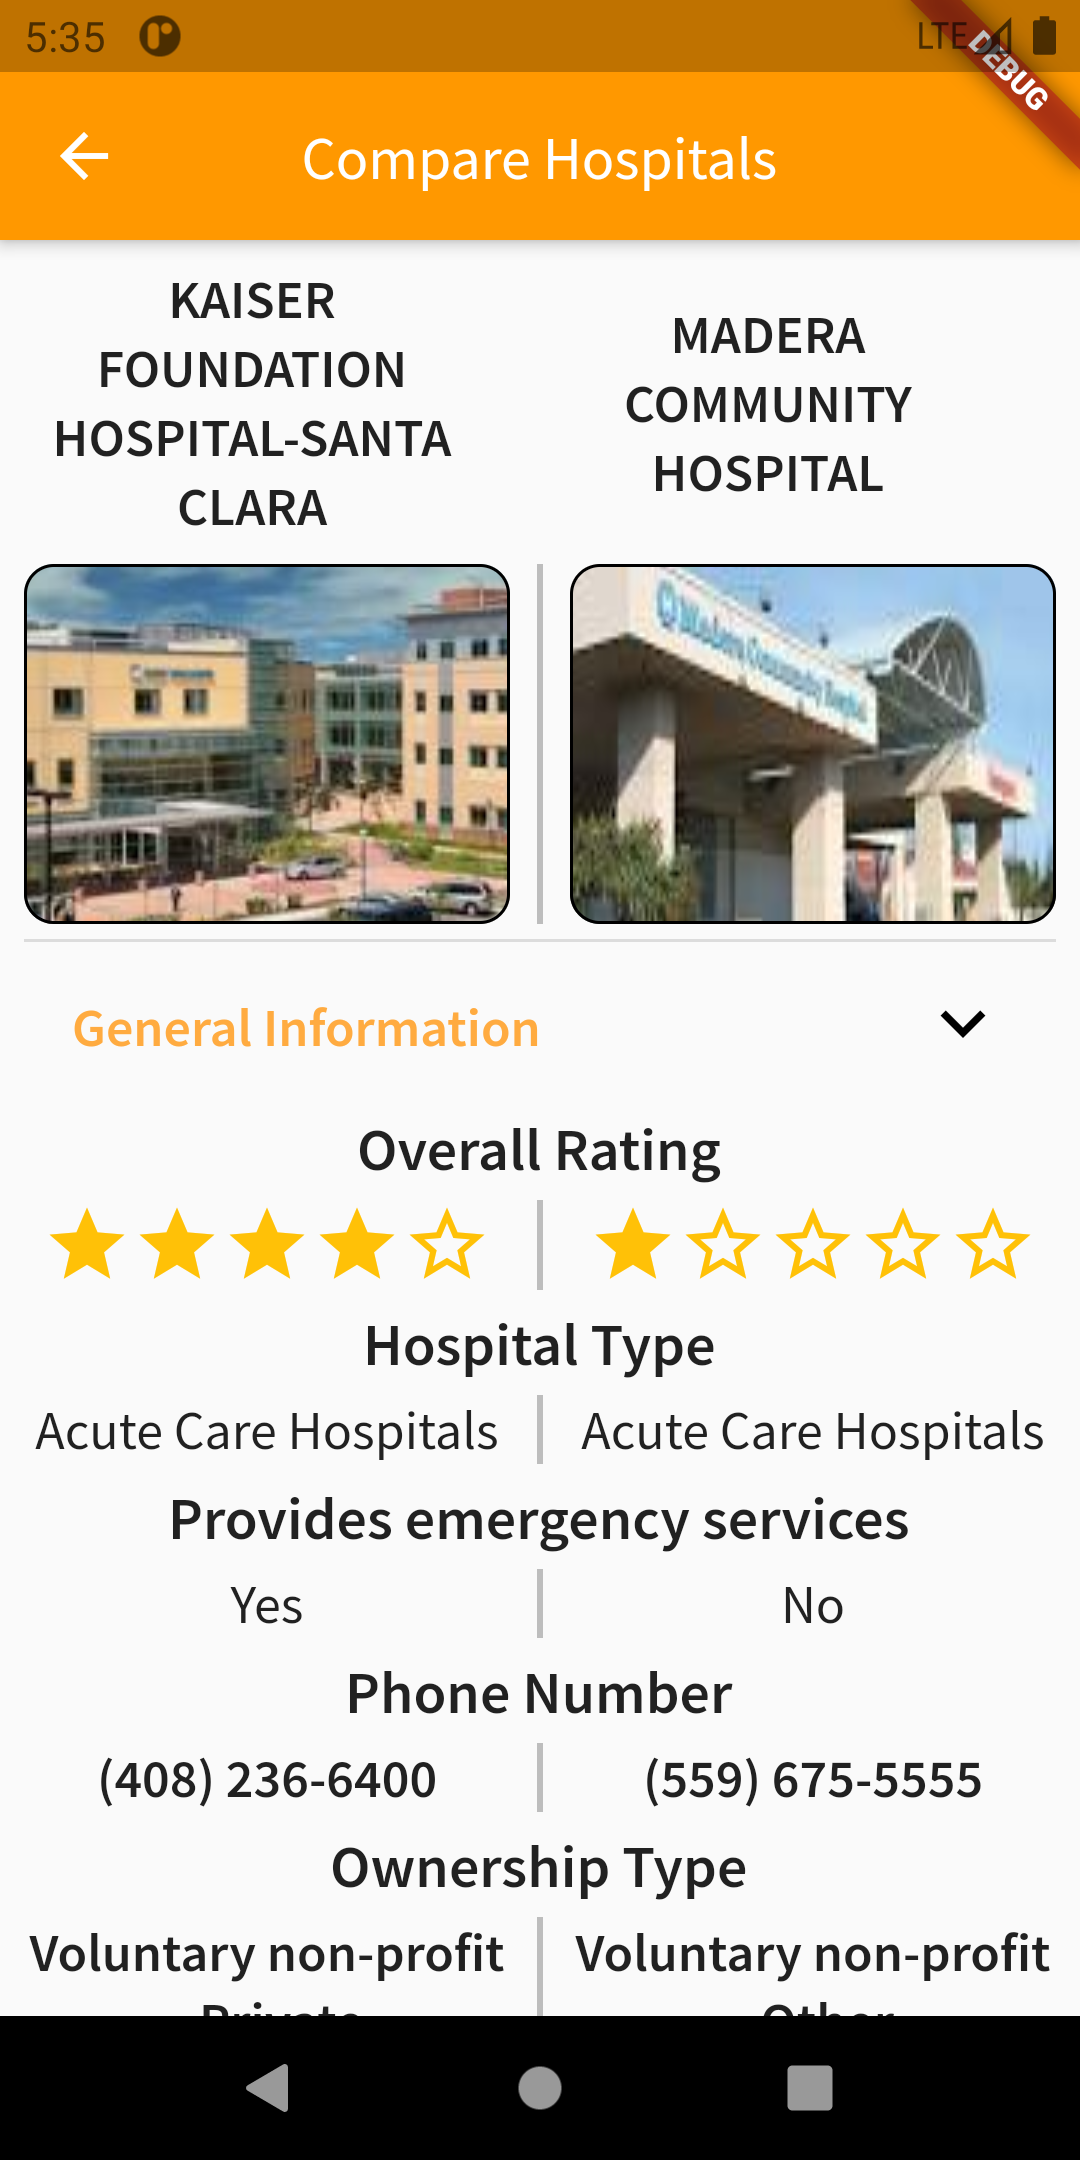 5:35
LTE
DEBUG
Compare Hospitals
KAISER
FOUNDATION
HOSPITAL-SANTA
CLARA
MADERA
COMMUNITY
HOSPITAL
Madera Community Hospital
General Information
Overall Rating
Hospital Type
Acute Care Hospitals
Acute Care Hospitals
Provides emergency services
Yes
No
Phone Number
(408) 236-6400
(559) 675-5555
Ownership Type
Voluntary non-profit
Voluntary non-profit
Private
Other